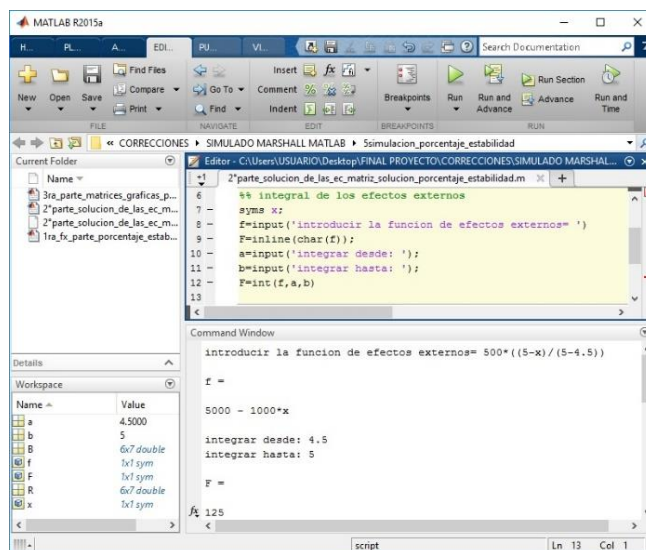 MATLAB R2015a
H... PL... A... EDI... PU... VI... Search Documentation
New Open Save Find Files Compare Print
Go To Find
Insert fx Comment Indent
Breakpoints Run Run and Advance Run Section Advance Run and Time
FILE NAVIGATE EDIT BREAKPOINTS RUN
« CORRECCIONES ▸ SIMULADO MARSHALL MATLAB ▸ 5simulacion_porcentaje_estabilidad
Current Folder
Name
3ra_parte_matrices_graficas_p...
2°parte_solucion_de_las_ec_m...
2°parte_solucion_de_las_ec_m...
1ra_fx_parte_porcentaje_estab...
Details
Workspace
Name Value
a 4.5000
b 5
B 6x7 double
f 1x1 sym
F 1x1 sym
R 6x7 double
x 1x1 sym
Editor - C:\Users\USUARIO\Desktop\FINAL PROYECTO\CORRECCIONES\SIMULADO MARSHAL...
+1 2°parte_solucion_de_las_ec_matriz_solucion_porcentaje_estabilidad.m × +
6 %% integral de los efectos externos
7 – syms x;
8 – f=input('introducir la funcion de efectos externos= ')
9 – F=inline(char(f));
10 – a=input('integrar desde: ');
11 – b=input('integrar hasta: ');
12 – F=int(f,a,b)
13
Command Window
introducir la funcion de efectos externos= 500*((5-x)/(5-4.5))
f =
5000 - 1000*x
integrar desde: 4.5
integrar hasta: 5
F =
fx 125
script Ln 13 Col 1